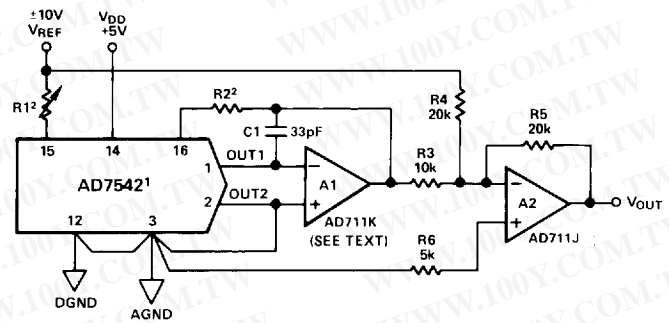 ±10V
VREF
VDD
+5V
R1²
R2²
C1
33pF
R4
20k
R5
20k
15
14
16
1
OUT1
AD7542¹
2
OUT2
12
3
A1
AD711K
(SEE TEXT)
R3
10k
A2
AD711J
VOUT
R6
5k
DGND
AGND
−
+
−
+
WWW.100Y.COM.TW